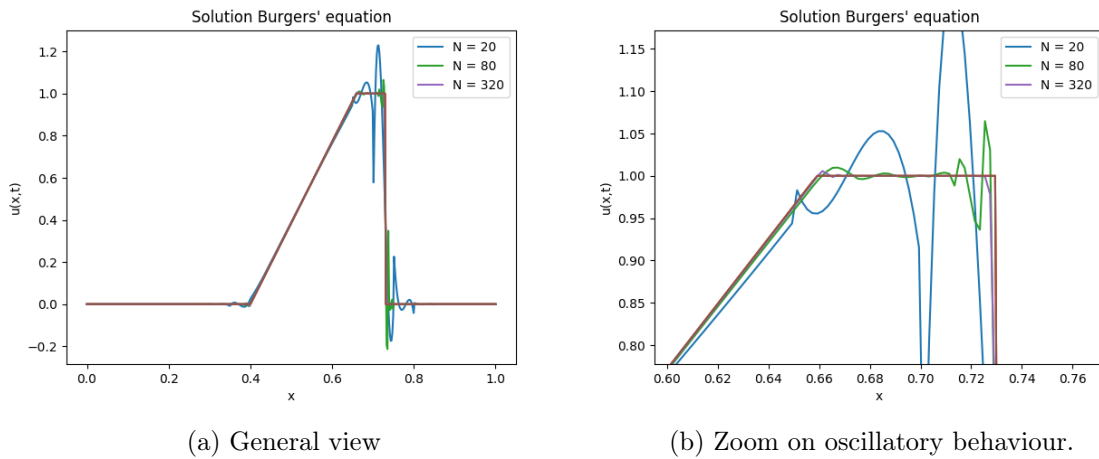 Solution Burgers' equation
N = 20
N = 80
N = 320
1.2
1.0
0.8
0.6
0.4
0.2
0.0
−0.2
u(x,t)
0.0 0.2 0.4 0.6 0.8 1.0
x
(a) General view
Solution Burgers' equation
N = 20
N = 80
N = 320
1.15
1.10
1.05
1.00
0.95
0.90
0.85
0.80
u(x,t)
0.60 0.62 0.64 0.66 0.68 0.70 0.72 0.74 0.76
x
(b) Zoom on oscillatory behaviour.